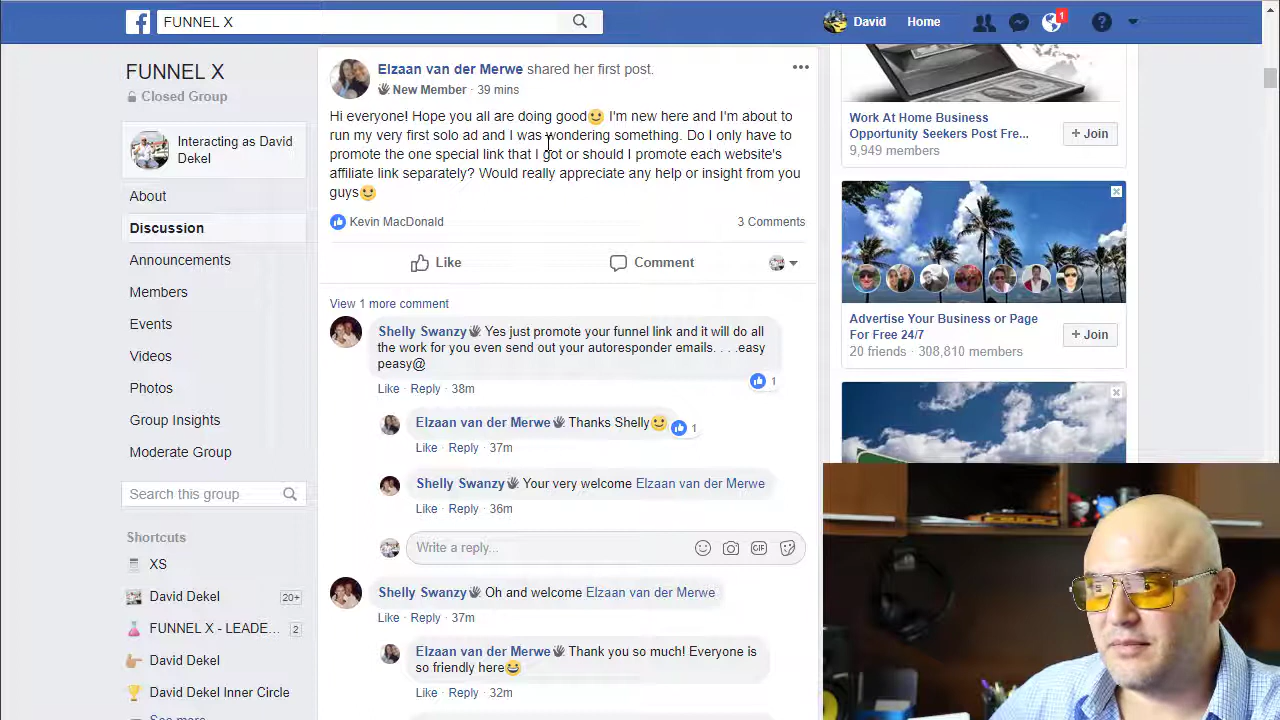 FUNNEL X
David
Home
1
FUNNEL X
Closed Group
Interacting as David
Dekel
About
Discussion
Announcements
Members
Events
Videos
Photos
Group Insights
Moderate Group
Search this group
Shortcuts
XS
David Dekel
20+
FUNNEL X - LEADE...
2
David Dekel
David Dekel Inner Circle
See more
Elzaan van der Merwe shared her first post.
New Member · 39 mins
Hi everyone! Hope you all are doing good I'm new here and I'm about to
run my very first solo ad and I was wondering something. Do I only have to
promote the one special link that I got or should I promote each website's
affiliate link separately? Would really appreciate any help or insight from you
guys
Kevin MacDonald
3 Comments
Like
Comment
View 1 more comment
Shelly Swanzy Yes just promote your funnel link and it will do all
the work for you even send out your autoresponder emails. . . .easy
peasy@
1
Like · Reply · 38m
Elzaan van der Merwe Thanks Shelly
1
Like · Reply · 37m
Shelly Swanzy Your very welcome Elzaan van der Merwe
Like · Reply · 36m
Write a reply...
GIF
Shelly Swanzy Oh and welcome Elzaan van der Merwe
Like · Reply · 37m
Elzaan van der Merwe Thank you so much! Everyone is
so friendly here
Like · Reply · 32m
Work At Home Business
Opportunity Seekers Post Fre...
9,949 members
+ Join
Advertise Your Business or Page
For Free 24/7
20 friends · 308,810 members
+ Join